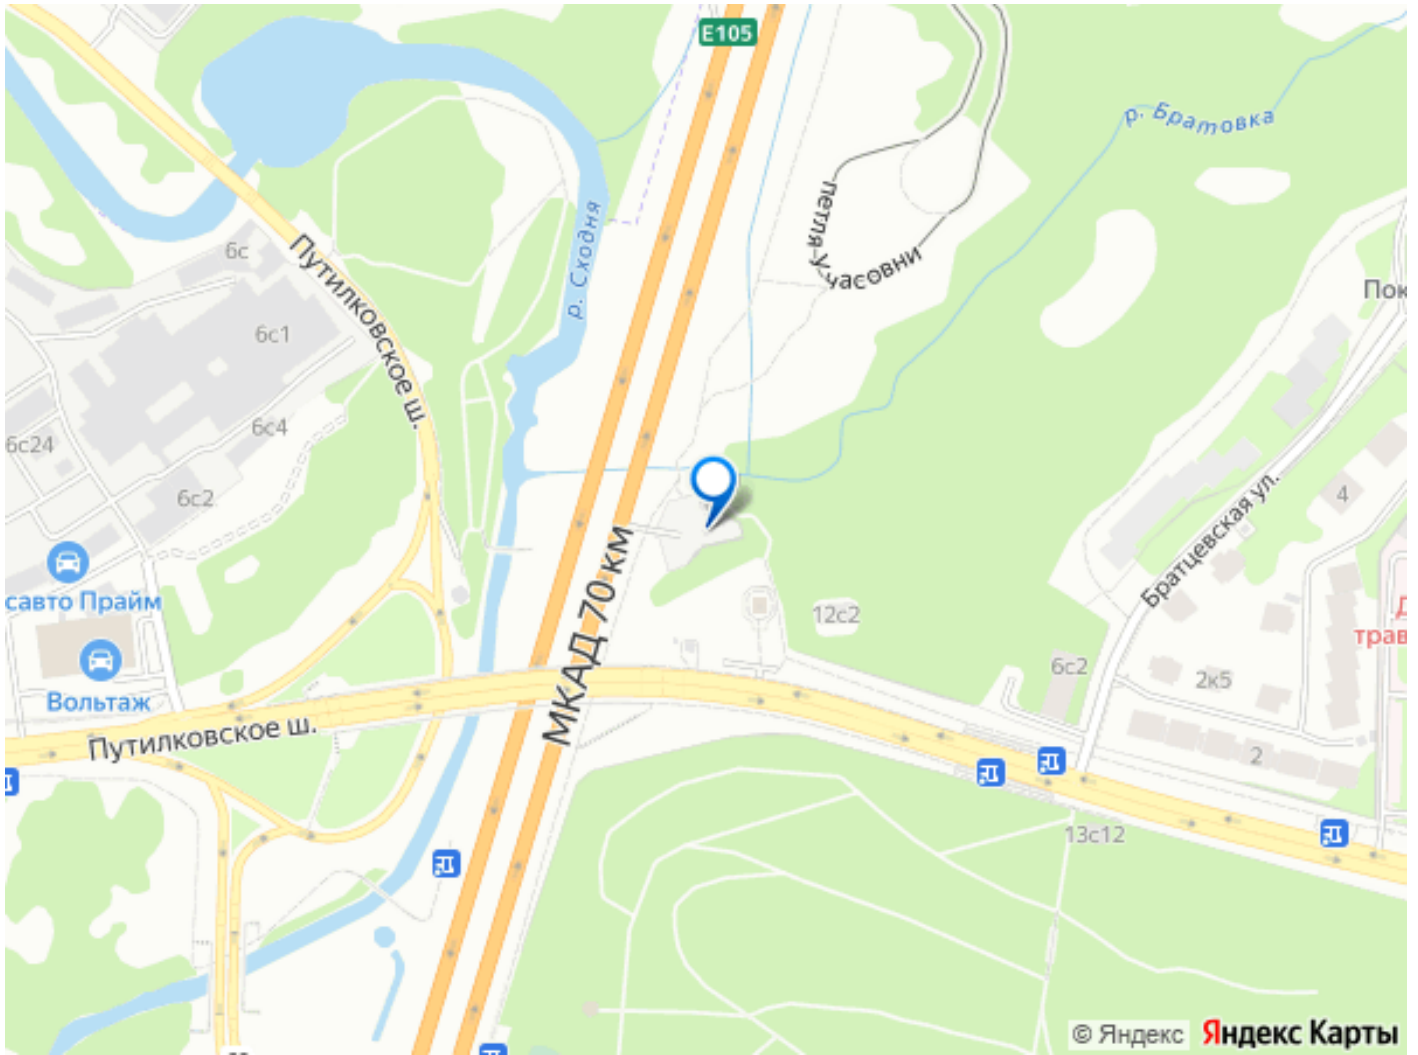 E105
р. Братовка
р. Сходня
петля у часовни
6с
Путилковское ш.
6с1
Пок
6с4
6с24
6с2
4
Братцевская ул.
МКАД 70 км
савто Прайм
12с2
Д
трав
6с2
2к5
Вольтаж
Путилковское ш.
2
13с12
© Яндекс
Яндекс Карты